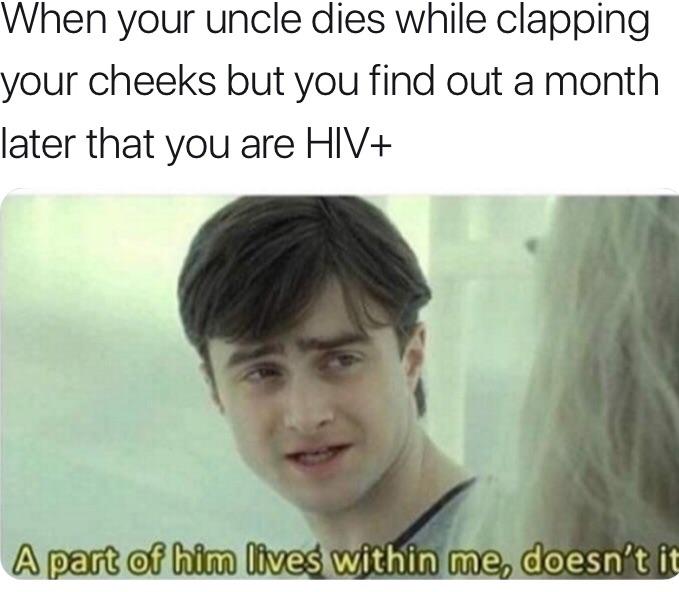 When your uncle dies while clapping
your cheeks but you find out a month
later that you are HIV+
A part of him lives within me, doesn't it